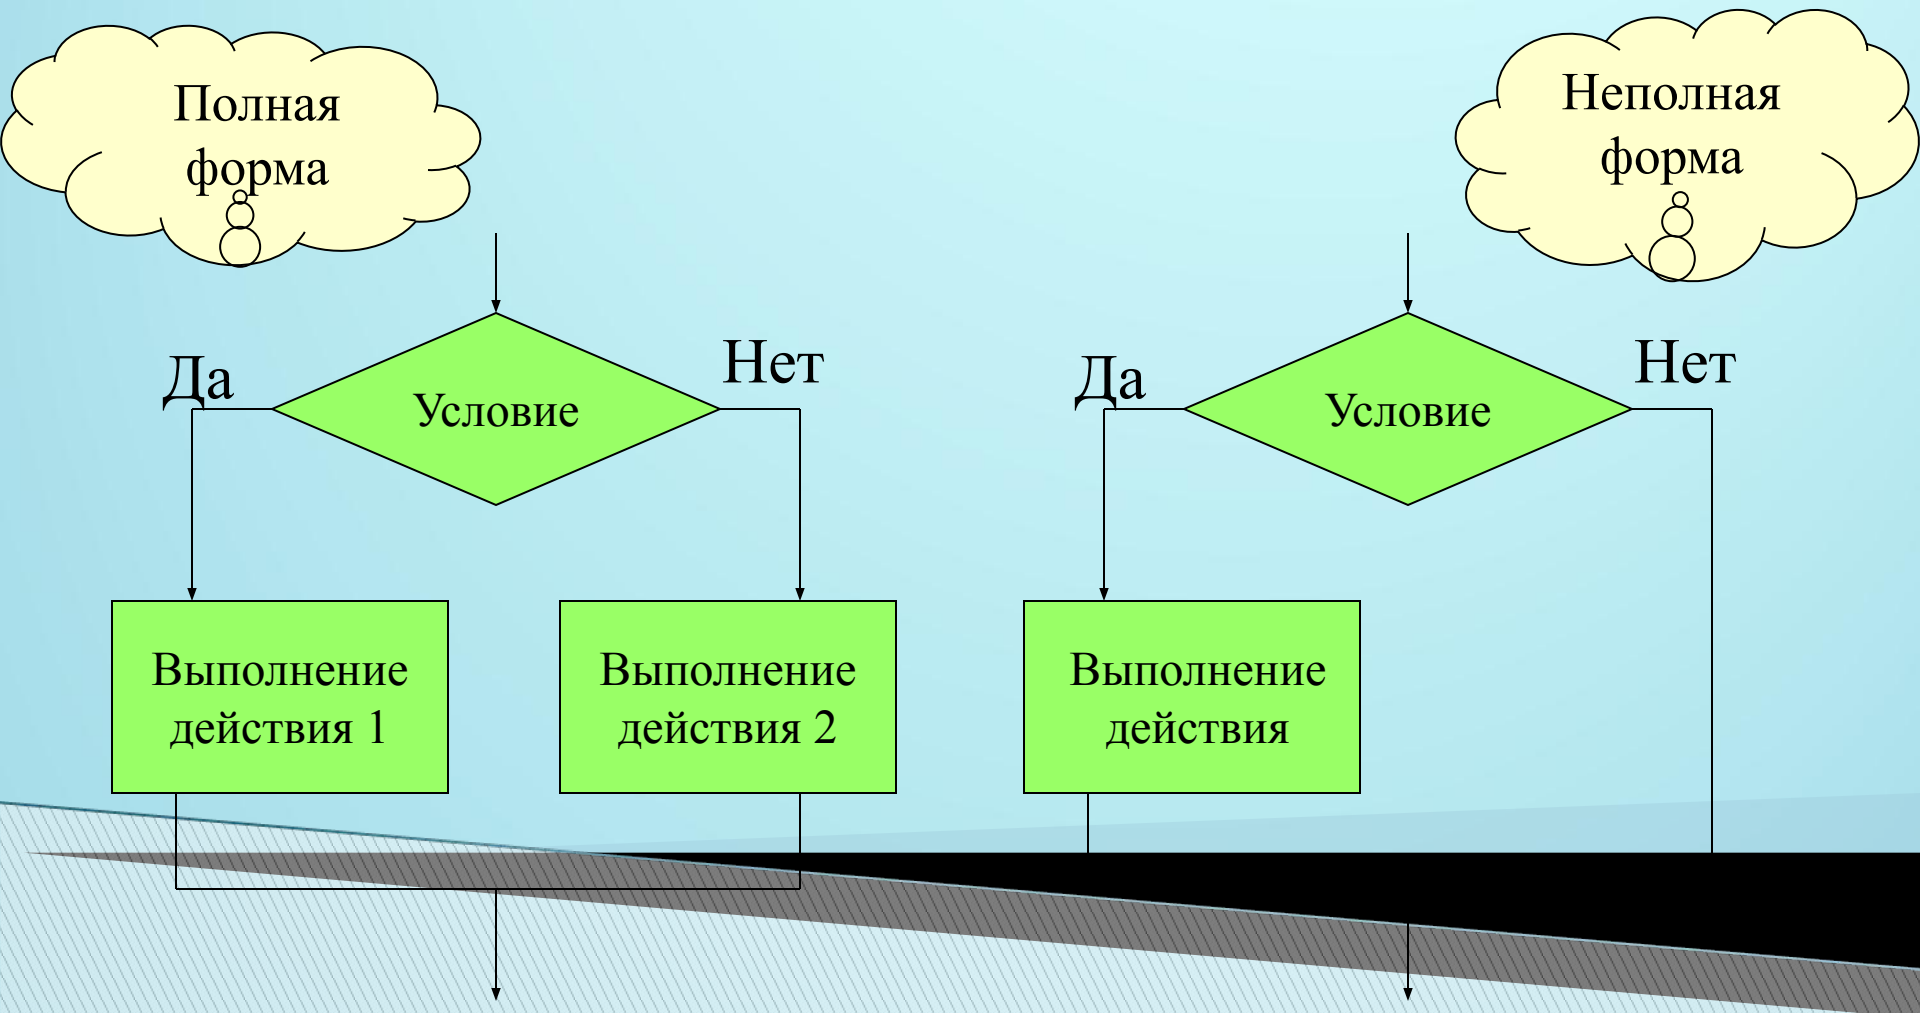 Полная
форма
Неполная
форма
Да
Условие
Нет
Да
Условие
Нет
Выполнение
действия 1
Выполнение
действия 2
Выполнение
действия